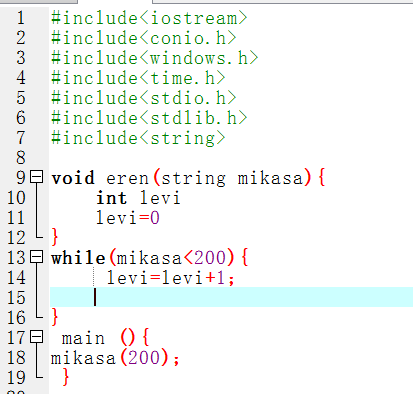 1 #include<iostream>
2 #include<conio.h>
3 #include<windows.h>
4 #include<time.h>
5 #include<stdio.h>
6 #include<stdlib.h>
7 #include<string>
8
9 void eren(string mikasa){
10 int levi
11 levi=0
12 }
13 while(mikasa<200){
14 levi=levi+1;
15
16 }
17 main (){
18 mikasa(200);
19 }
20